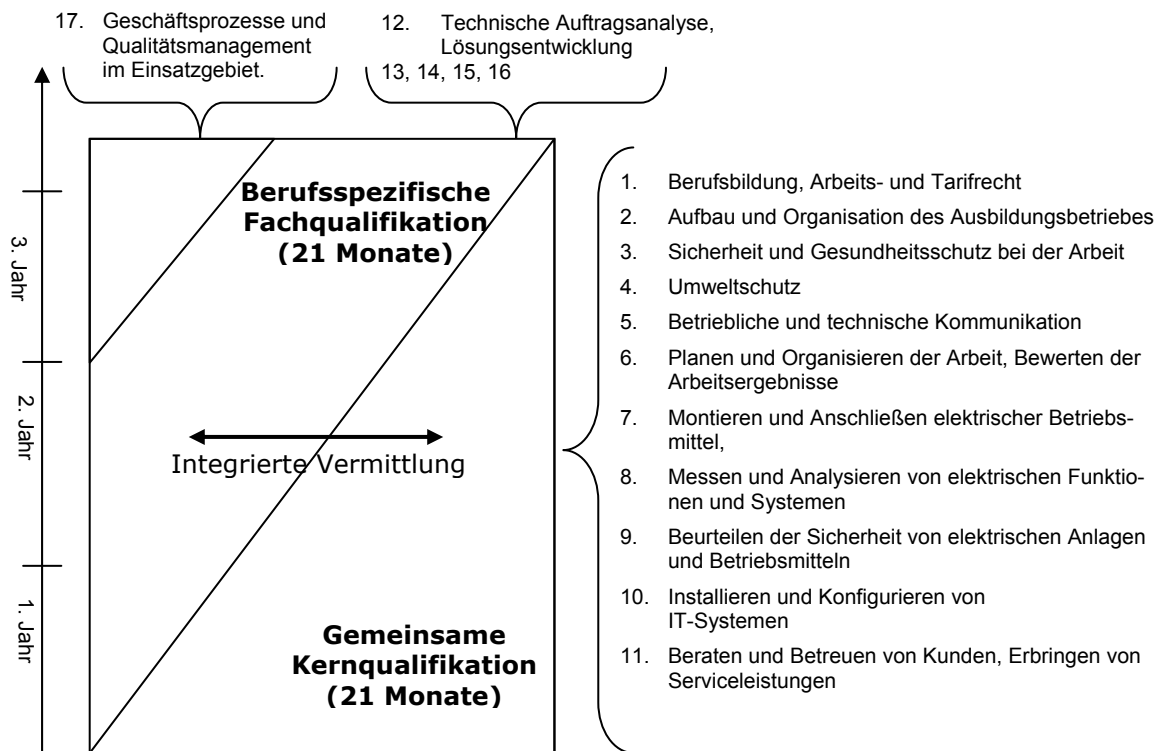 17. Geschäftsprozesse und
Qualitätsmanagement
im Einsatzgebiet.
12. Technische Auftragsanalyse,
Lösungsentwicklung
13, 14, 15, 16
3. Jahr
2. Jahr
1. Jahr
Berufsspezifische
Fachqualifikation
(21 Monate)
Integrierte Vermittlung
Gemeinsame
Kernqualifikation
(21 Monate)
1. Berufsbildung, Arbeits- und Tarifrecht
2. Aufbau und Organisation des Ausbildungsbetriebes
3. Sicherheit und Gesundheitsschutz bei der Arbeit
4. Umweltschutz
5. Betriebliche und technische Kommunikation
6. Planen und Organisieren der Arbeit, Bewerten der
Arbeitsergebnisse
7. Montieren und Anschließen elektrischer Betriebs-
mittel,
8. Messen und Analysieren von elektrischen Funktio-
nen und Systemen
9. Beurteilen der Sicherheit von elektrischen Anlagen
und Betriebsmitteln
10. Installieren und Konfigurieren von
IT-Systemen
11. Beraten und Betreuen von Kunden, Erbringen von
Serviceleistungen